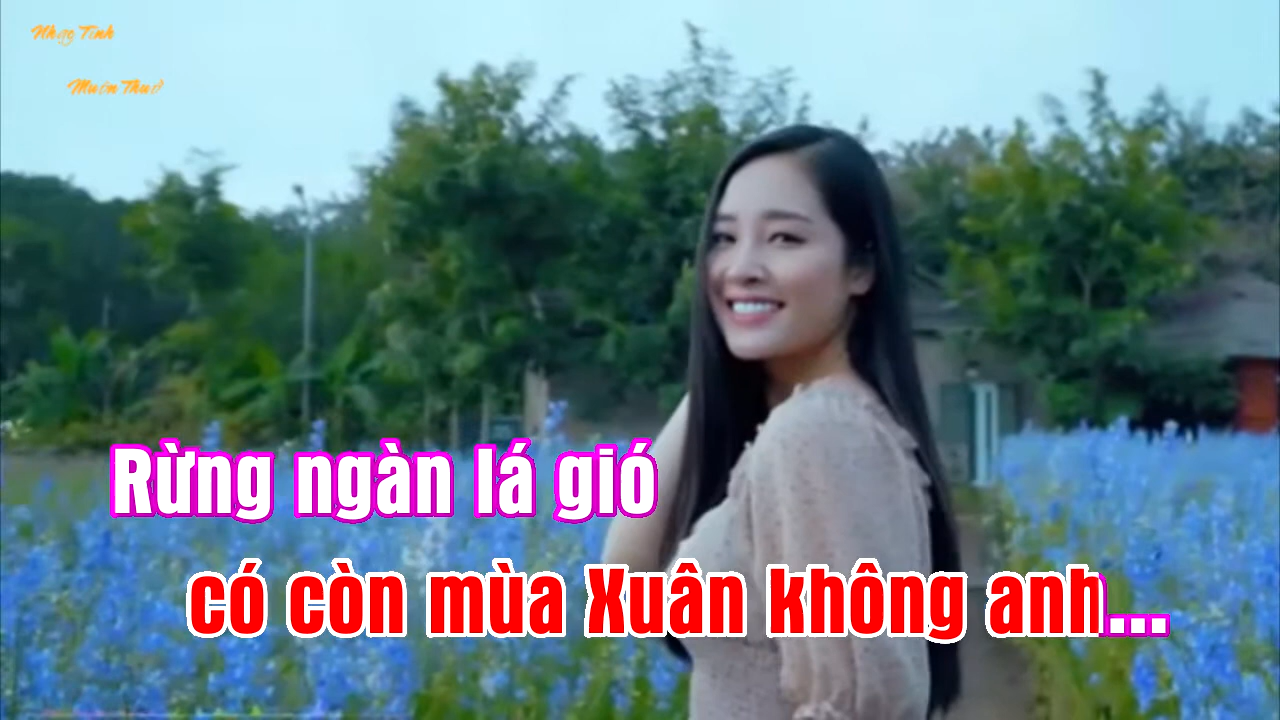 Nhạc Tình
Muôn Thuở
Rừng ngàn lá gió
có còn mùa Xuân không anh...